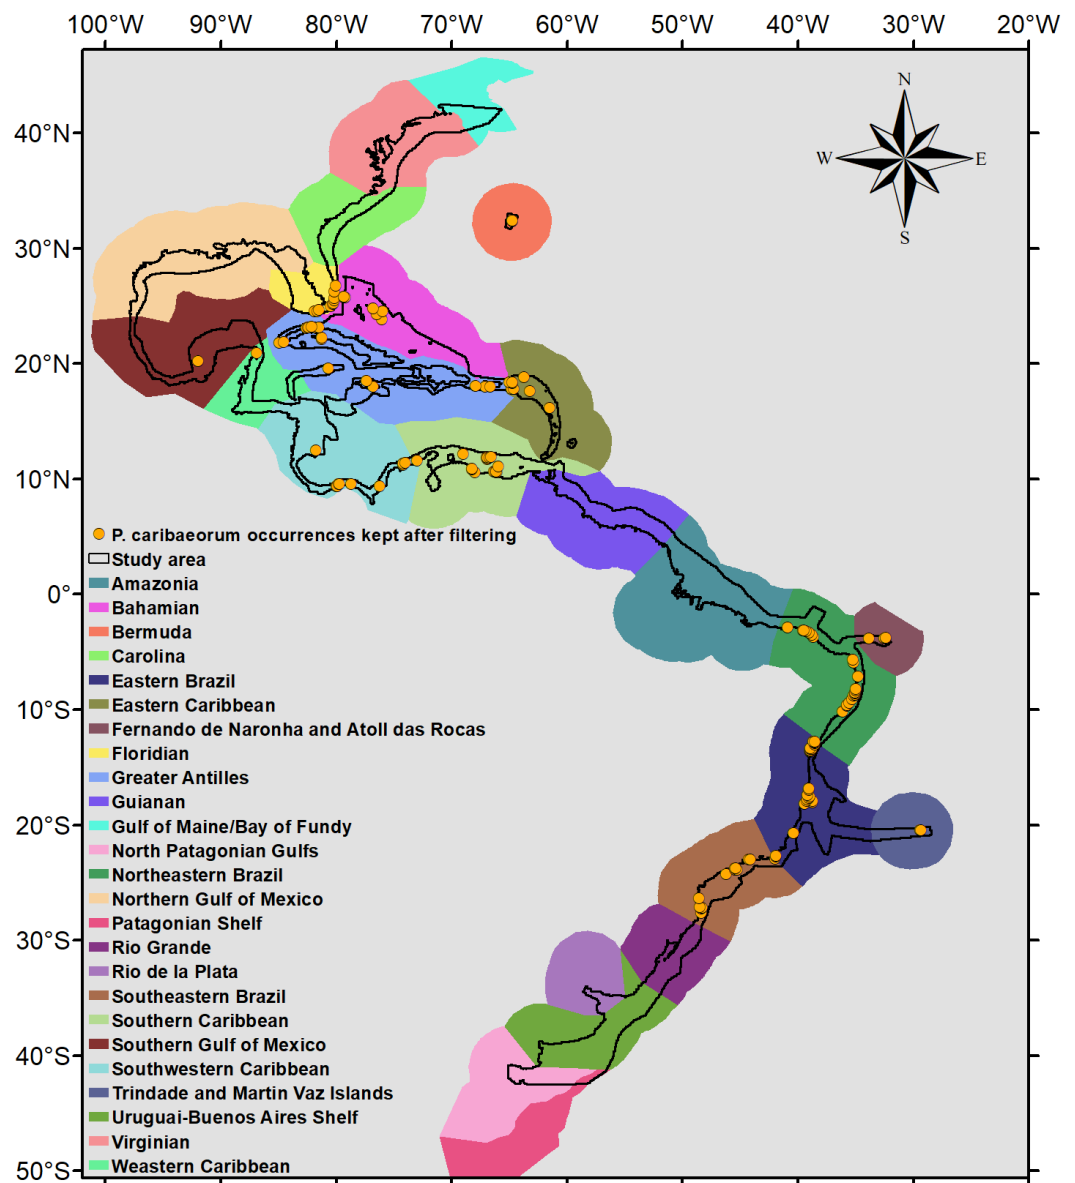 100°W 90°W 80°W 70°W 60°W 50°W 40°W 30°W 20°W
N
W E
S
40°N
30°N
20°N
10°N
0°
10°S
20°S
30°S
40°S
50°S
P. caribaeorum occurrences kept after filtering
Study area
Amazonia
Bahamian
Bermuda
Carolina
Eastern Brazil
Eastern Caribbean
Fernando de Naronha and Atoll das Rocas
Floridian
Greater Antilles
Guianan
Gulf of Maine/Bay of Fundy
North Patagonian Gulfs
Northeastern Brazil
Northern Gulf of Mexico
Patagonian Shelf
Rio Grande
Rio de la Plata
Southeastern Brazil
Southern Caribbean
Southern Gulf of Mexico
Southwestern Caribbean
Trindade and Martin Vaz Islands
Uruguai-Buenos Aires Shelf
Virginian
Weastern Caribbean